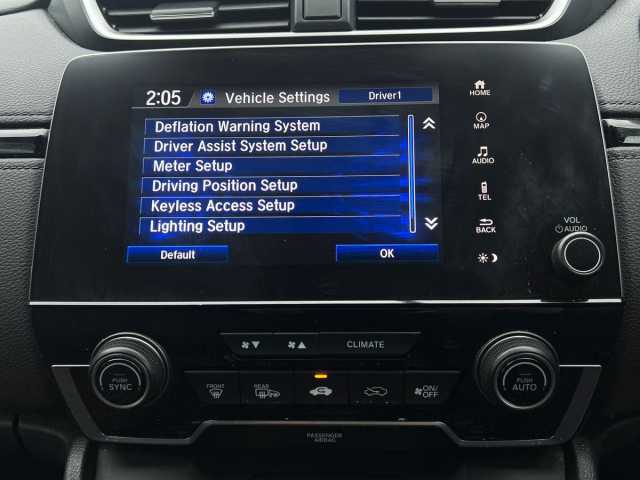 2:05 Vehicle Settings Driver1
Deflation Warning System
Driver Assist System Setup
Meter Setup
Driving Position Setup
Keyless Access Setup
Lighting Setup
Default OK
HOME
MAP
AUDIO
TEL
BACK
VOL
AUDIO
CLIMATE
PUSH
SYNC
FRONT
REAR
ON/
OFF
PUSH
AUTO
PASSENGER
AIRBAG